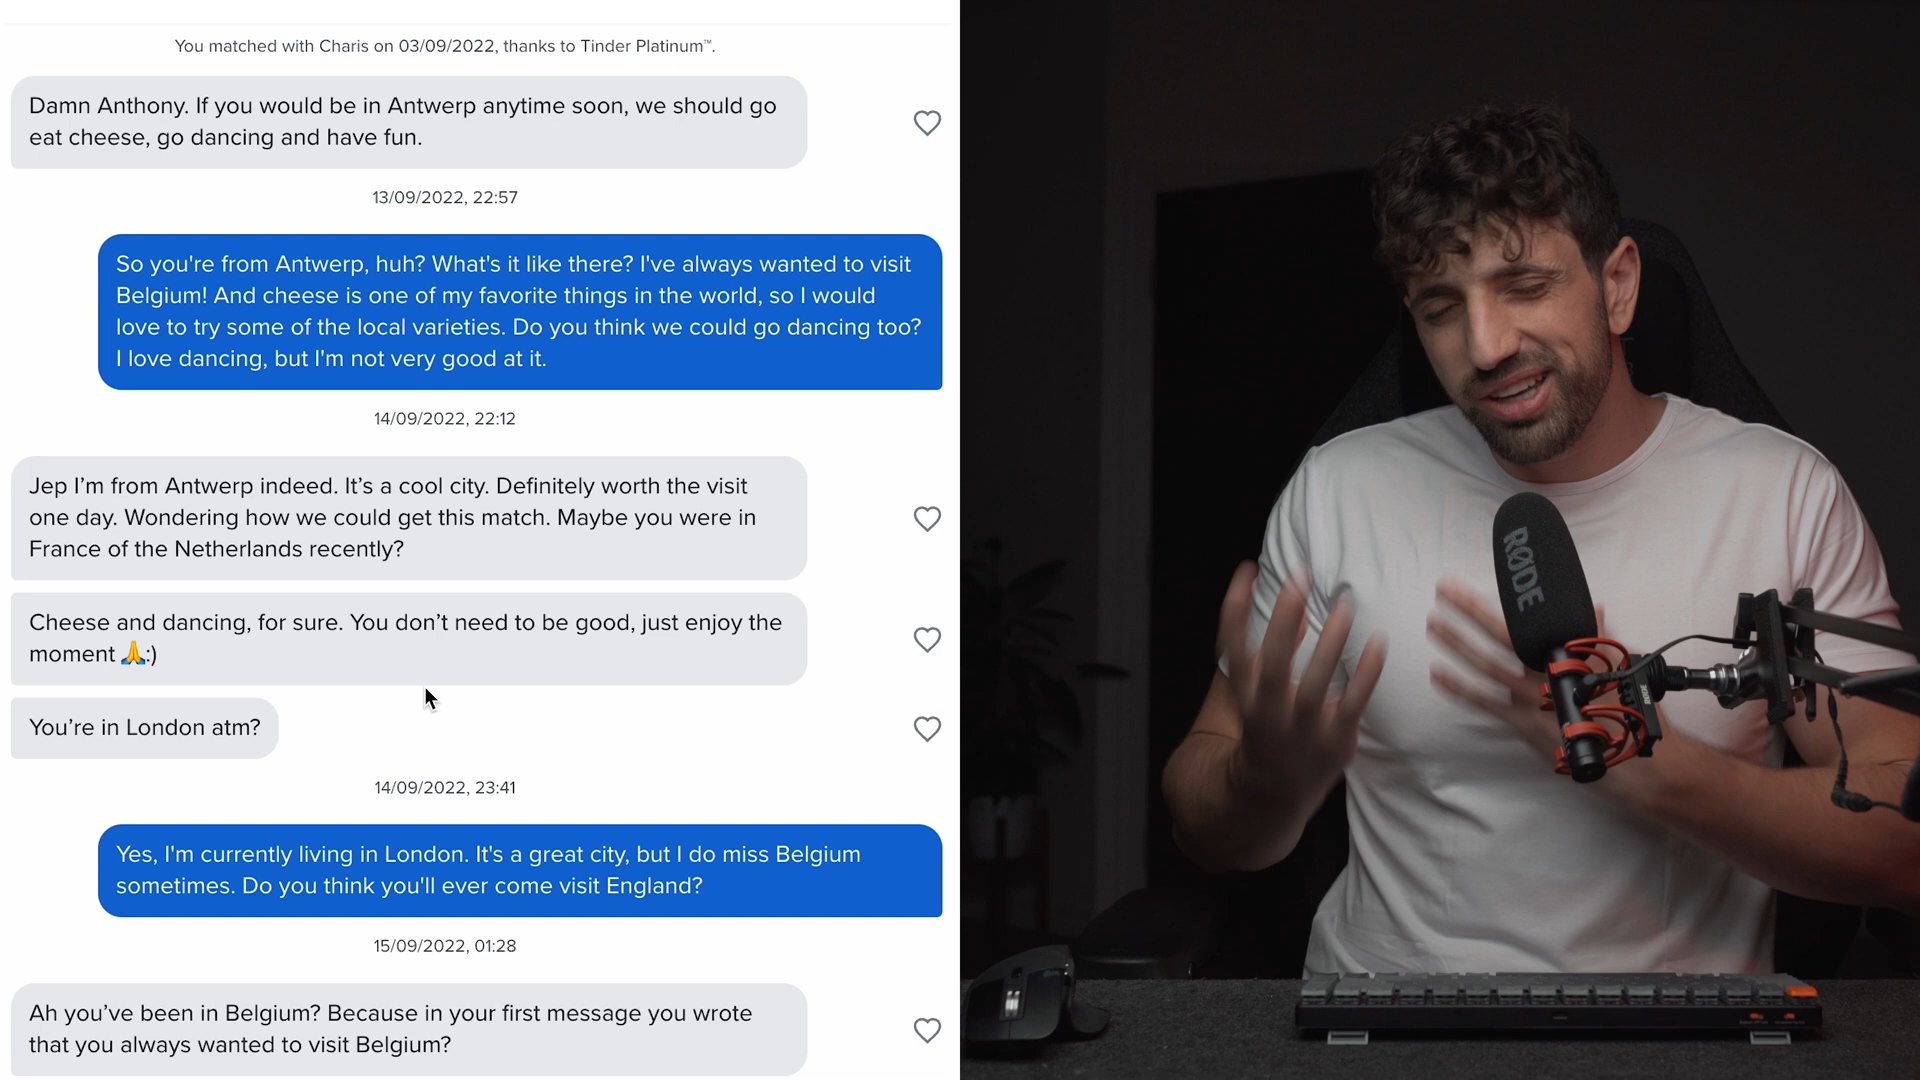 You matched with Charis on 03/09/2022, thanks to Tinder Platinum™.
Damn Anthony. If you would be in Antwerp anytime soon, we should go
eat cheese, go dancing and have fun.
13/09/2022, 22:57
So you're from Antwerp, huh? What's it like there? I've always wanted to visit
Belgium! And cheese is one of my favorite things in the world, so I would
love to try some of the local varieties. Do you think we could go dancing too?
I love dancing, but I'm not very good at it.
14/09/2022, 22:12
Jep I’m from Antwerp indeed. It’s a cool city. Definitely worth the visit
one day. Wondering how we could get this match. Maybe you were in
France of the Netherlands recently?
Cheese and dancing, for sure. You don’t need to be good, just enjoy the
moment 🙏:)
You’re in London atm?
14/09/2022, 23:41
Yes, I'm currently living in London. It's a great city, but I do miss Belgium
sometimes. Do you think you'll ever come visit England?
15/09/2022, 01:28
Ah you’ve been in Belgium? Because in your first message you wrote
that you always wanted to visit Belgium?
RØDE